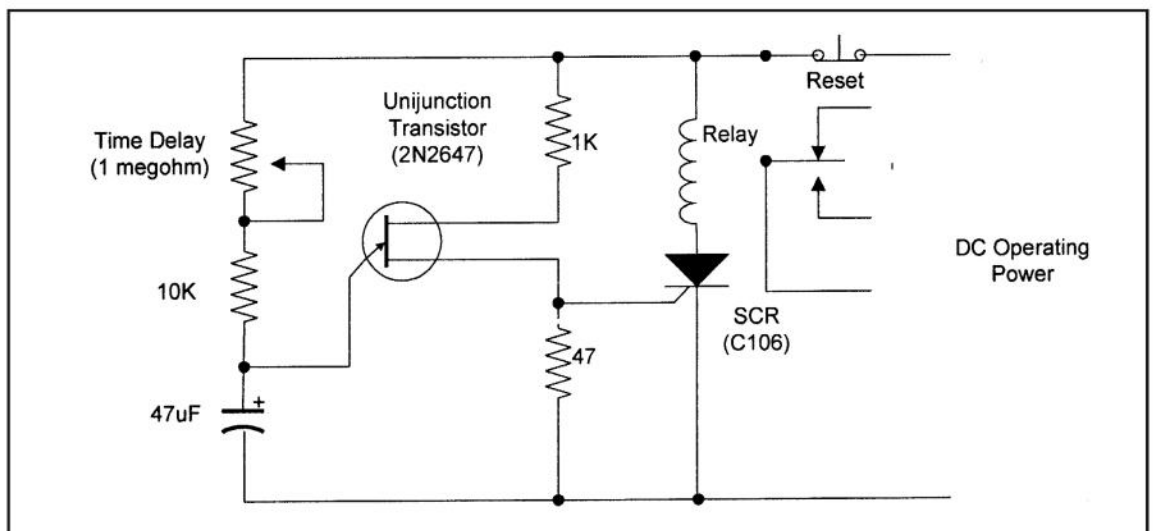 Reset
Unijunction
Transistor
(2N2647)
Time Delay
(1 megohm)
1K
Relay
10K
DC Operating
Power
SCR
(C106)
47
47uF
+